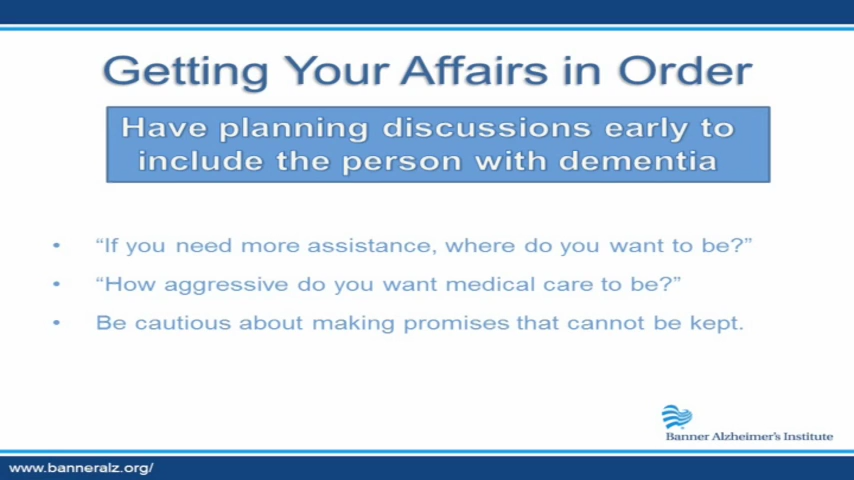 Getting Your Affairs in Order
Have planning discussions early to
include the person with dementia
• “If you need more assistance, where do you want to be?”
• “How aggressive do you want medical care to be?”
• Be cautious about making promises that cannot be kept.
Banner Alzheimer's Institute
www.banneralz.org/